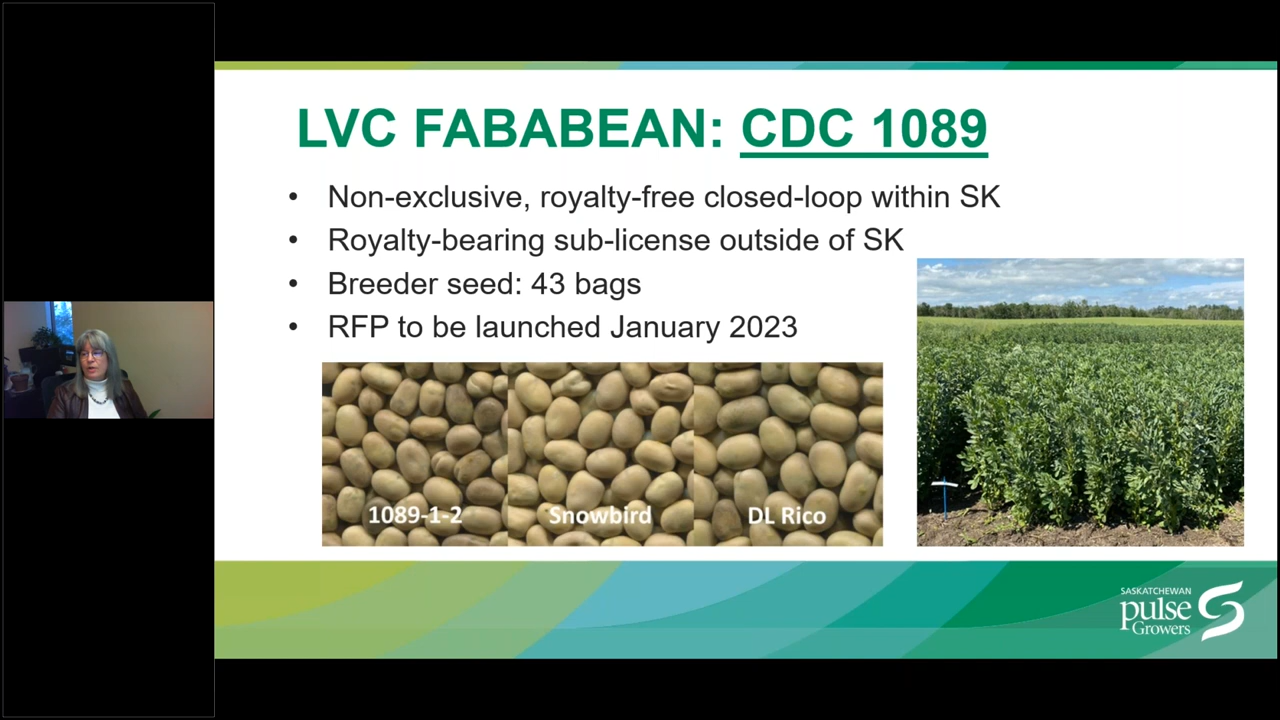 LVC FABABEAN: CDC 1089
• Non-exclusive, royalty-free closed-loop within SK
• Royalty-bearing sub-license outside of SK
• Breeder seed: 43 bags
• RFP to be launched January 2023
1089-1-2 Snowbird DL Rico
SASKATCHEWAN
pulse
Growers